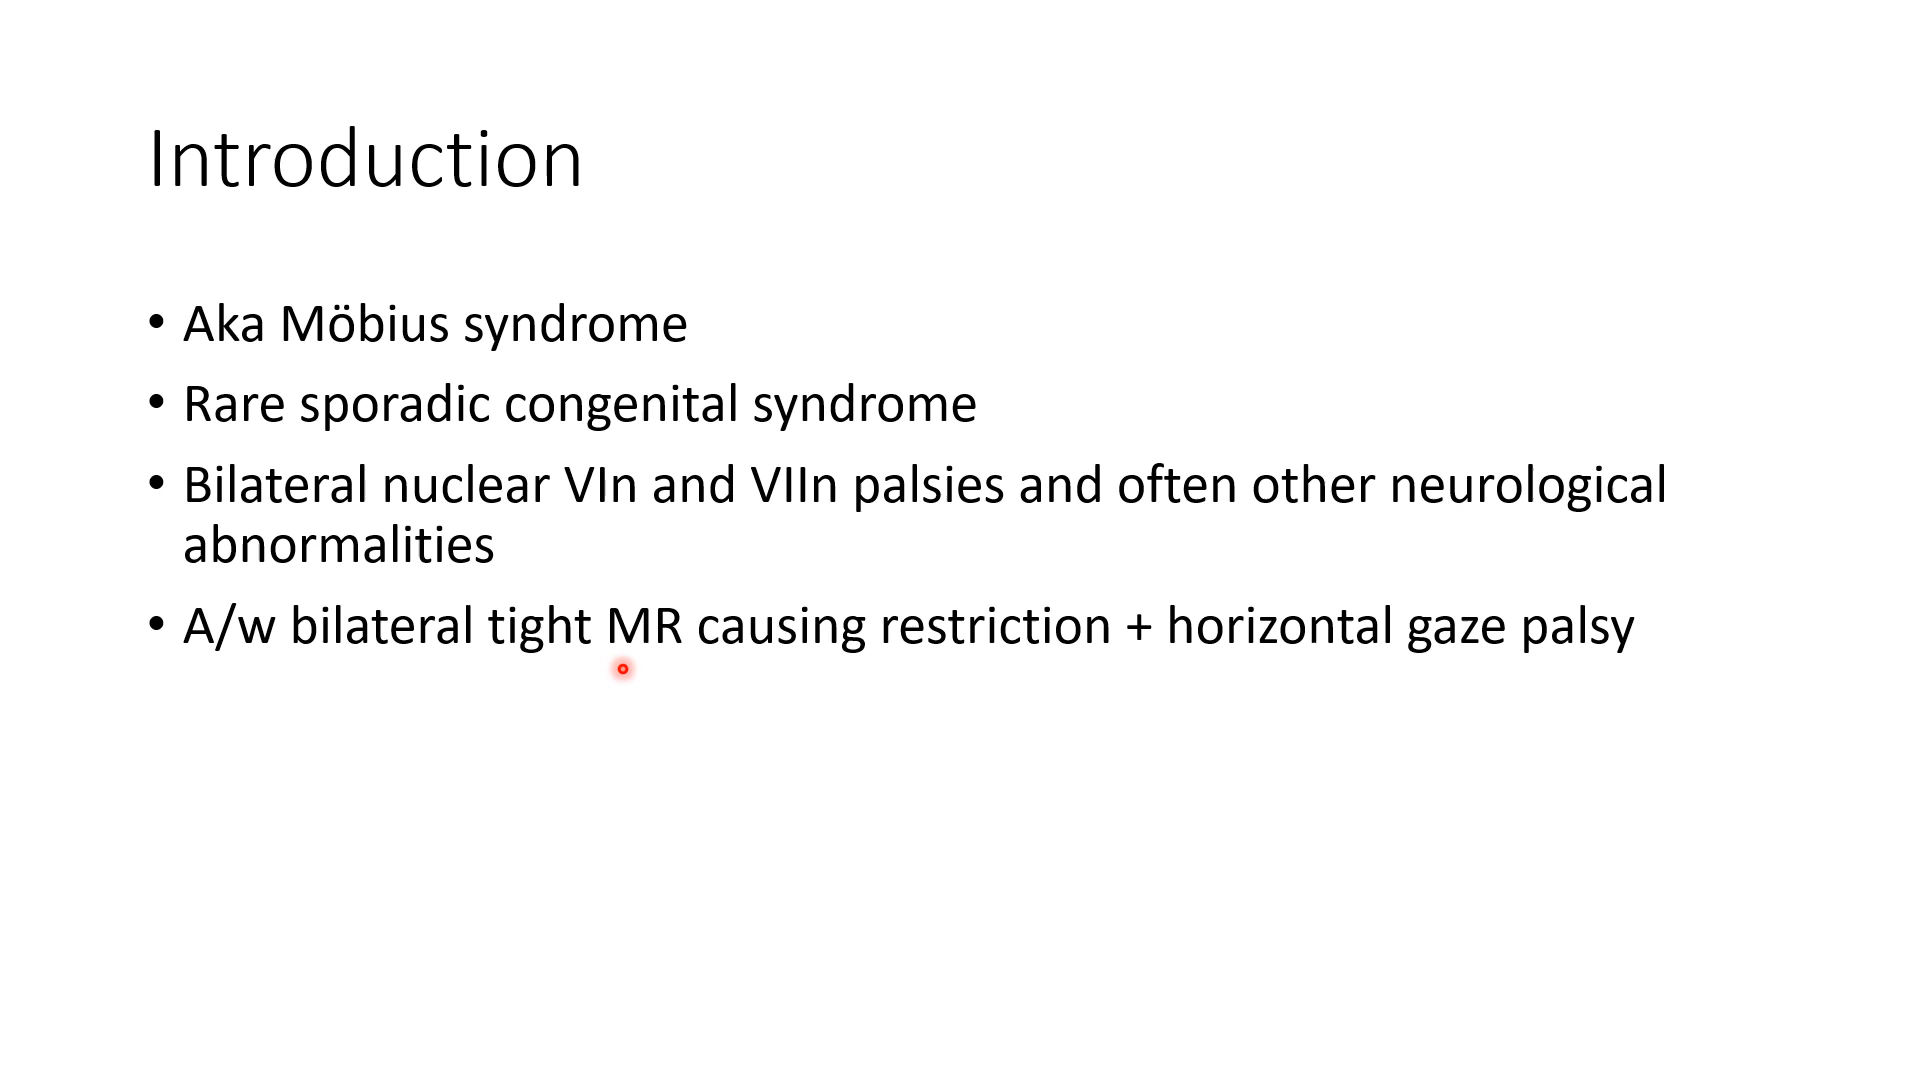 Introduction
• Aka Möbius syndrome
• Rare sporadic congenital syndrome
• Bilateral nuclear VIn and VIIn palsies and often other neurological
abnormalities
• A/w bilateral tight MR causing restriction + horizontal gaze palsy